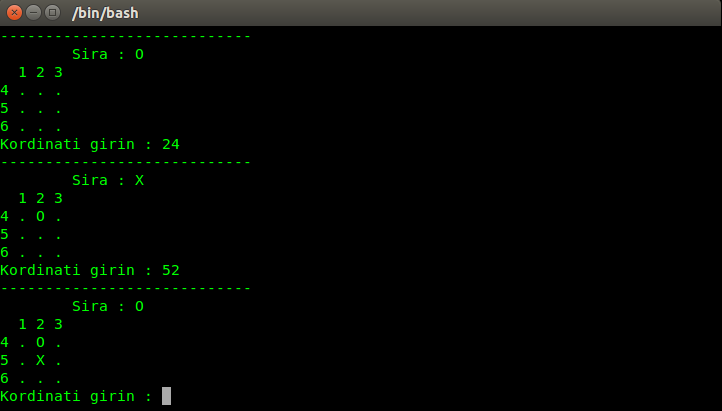 /bin/bash
----------------------------
        Sira : O
  1 2 3
4 . . .
5 . . .
6 . . .
Kordinati girin : 24
----------------------------
        Sira : X
  1 2 3
4 . O .
5 . . .
6 . . .
Kordinati girin : 52
----------------------------
        Sira : O
  1 2 3
4 . O .
5 . X .
6 . . .
Kordinati girin :